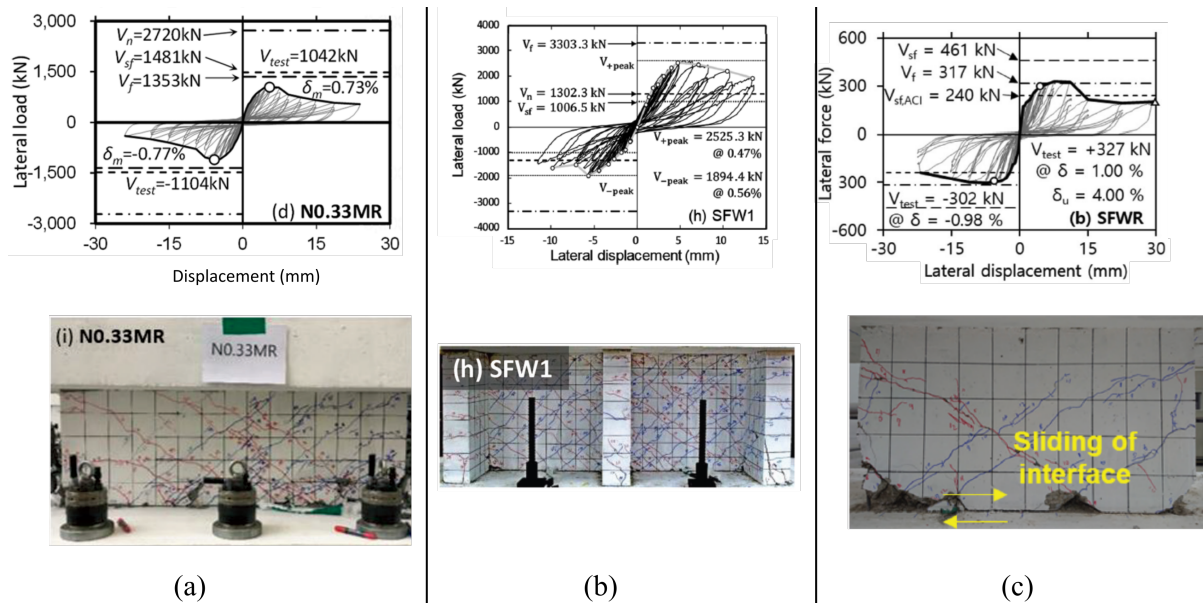 3,000
1,500
0
-1,500
-3,000
Lateral load (kN)
Vn=2720kN
Vsf=1481kN
Vf=1353kN
Vtest=1042kN
δm=0.73%
δm=-0.77%
Vtest=-1104kN
(d) N0.33MR
-30 -15 0 15 30
Displacement (mm)
(i) N0.33MR
N0.33MR
(a)
4000
3000
2000
1000
0
-1000
-2000
-3000
-4000
Lateral load (kN)
Vf = 3303.3 kN
V+peak
Vn = 1302.3 kN
Vsf = 1006.5 kN
V+peak = 2525.3 kN
@ 0.47%
V−peak = 1894.4 kN
@ 0.56%
V−peak
(h) SFW1
-15 -10 -5 0 5 10 15
Lateral displacement (mm)
(h) SFW1
(b)
600
300
0
300
-600
Lateral force (kN)
Vsf = 461 kN
Vf = 317 kN
Vsf,ACI = 240 kN
Vtest = +327 kN
@ δ = 1.00 %
δu = 4.00 %
Vtest = -302 kN
@ δ = -0.98 %
(b) SFWR
-30 -15 0 15 30
Lateral displacement (mm)
Sliding of
interface
(c)